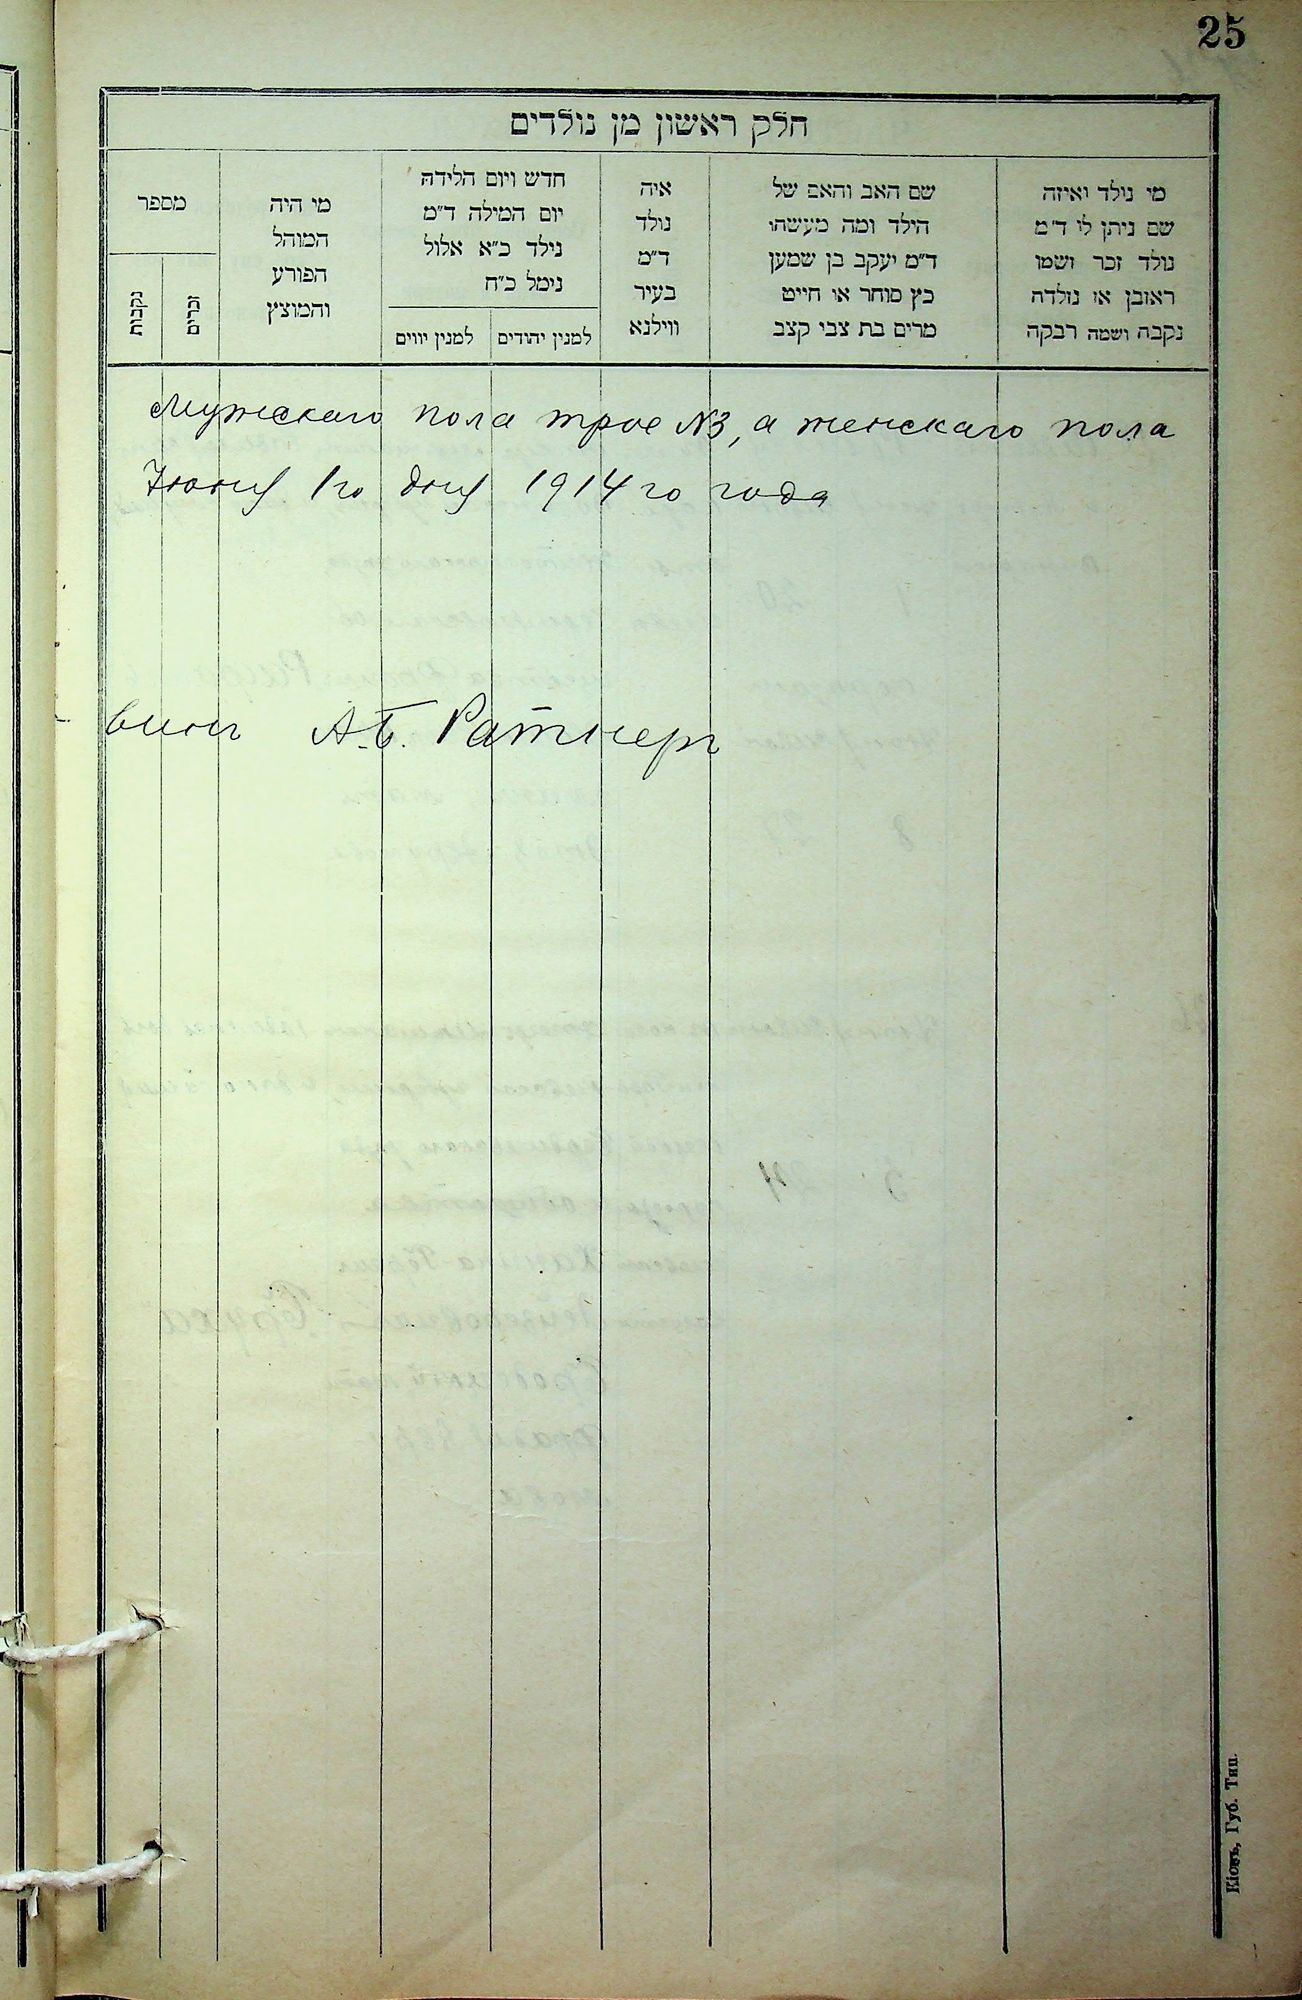 25
חלק ראשון מן נולדים
מי נולד ואיזה
שם ניתן לו ד״מ
נולד זכר ושמו
ראובן או נולדה
נקבה ושמה רבקה
שם האב והאם של
הילד ומה מעשהו
ד״מ יעקב בן שמען
כץ סוחר או חייט
מרים בת צבי קצב
איה
נולד
ד״מ
בעיר
ווילנא
חדש ויום הלידה
יום המילה ד״מ
נילד כ״א אלול
נימל כ״ח
למנין יהודים
למנין יווים
מי היה
המוהל
הפורע
והמוצץ
מספר
זכרים
נקבות
Мужескаго пола трое №3, а женскаго пола
Іюня 1го дня 1914го года
винъ А.Б. Ратнеръ
Кіевъ, Губ. Тип.